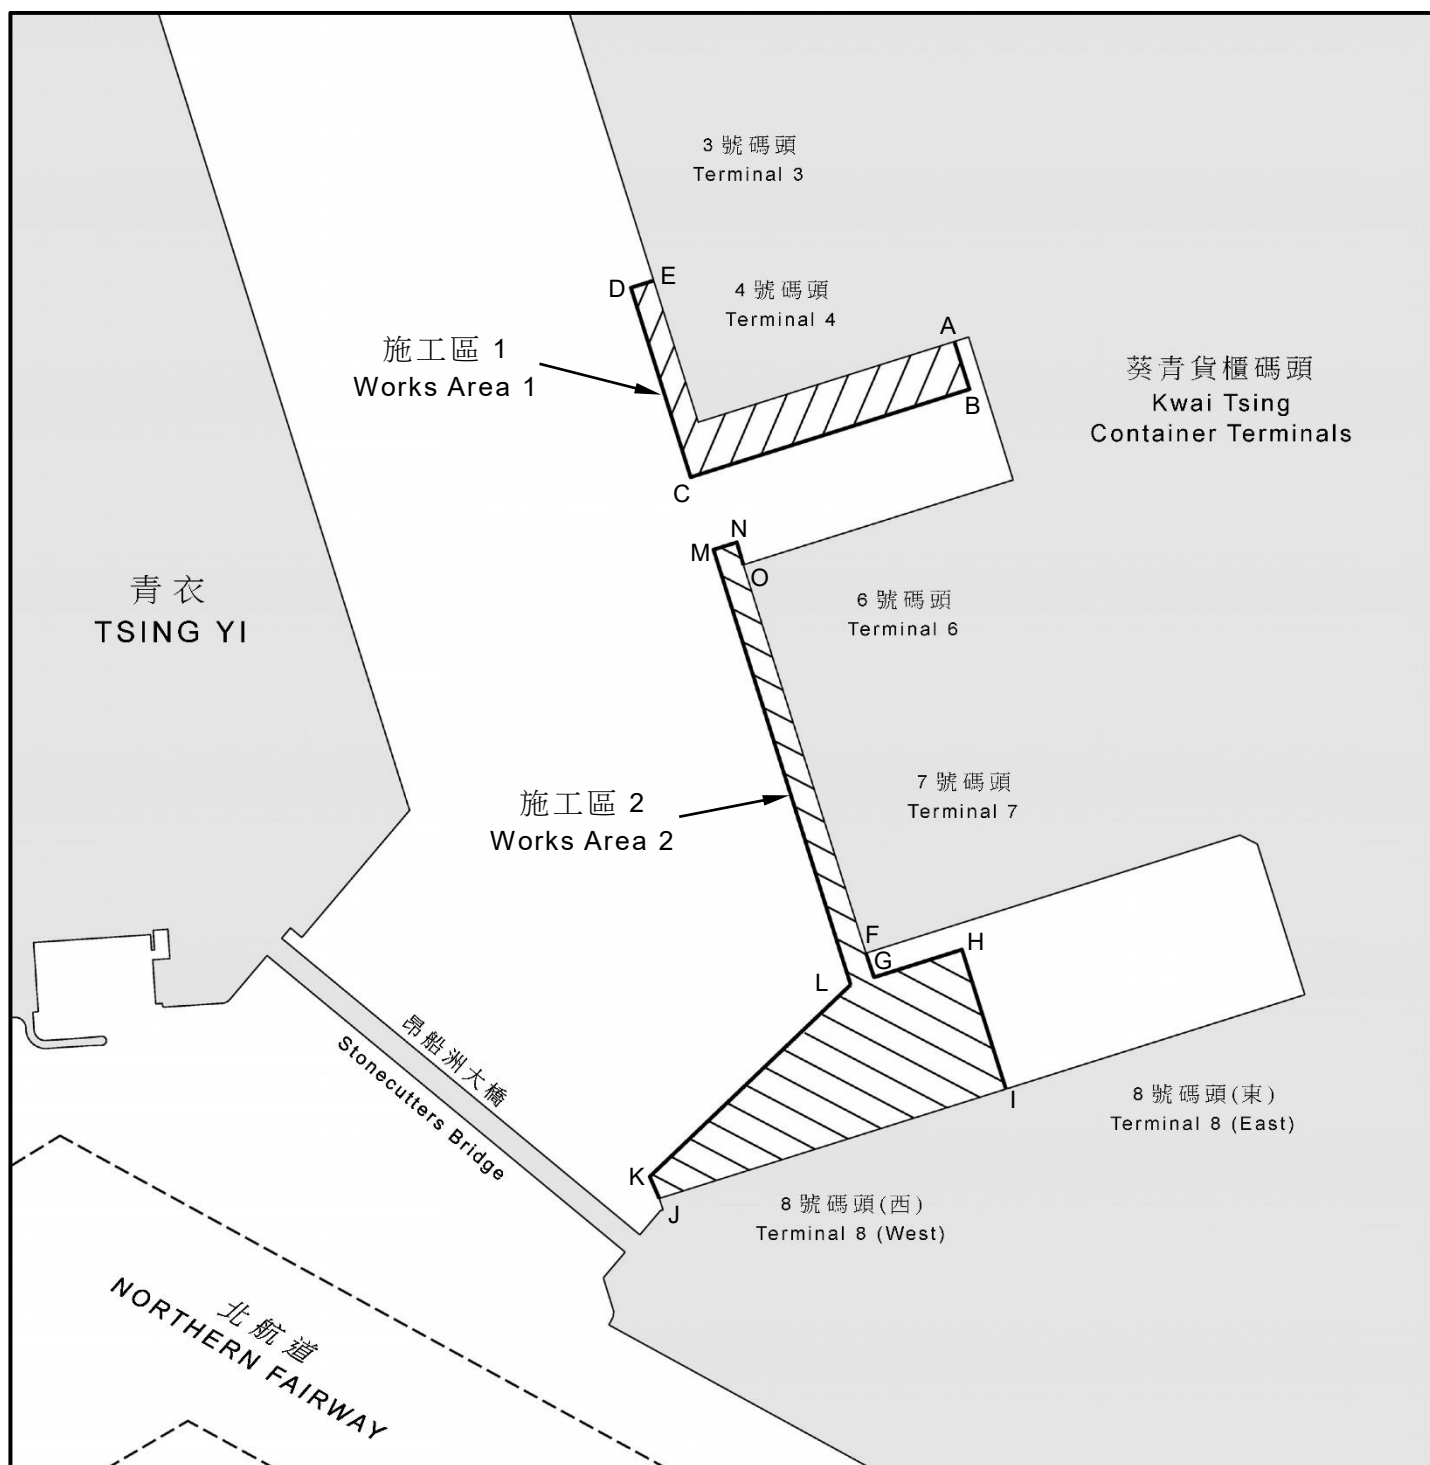 3 號碼頭
Terminal 3
D
E
4 號碼頭
Terminal 4
A
施工區 1
Works Area 1
B
葵青貨櫃碼頭
Kwai Tsing
Container Terminals
C
N
M
O
青衣
TSING YI
6 號碼頭
Terminal 6
7 號碼頭
Terminal 7
施工區 2
Works Area 2
F
H
G
L
昂船洲大橋
Stonecutters Bridge
I
8 號碼頭(東)
Terminal 8 (East)
K
J
8 號碼頭(西)
Terminal 8 (West)
北航道
NORTHERN FAIRWAY